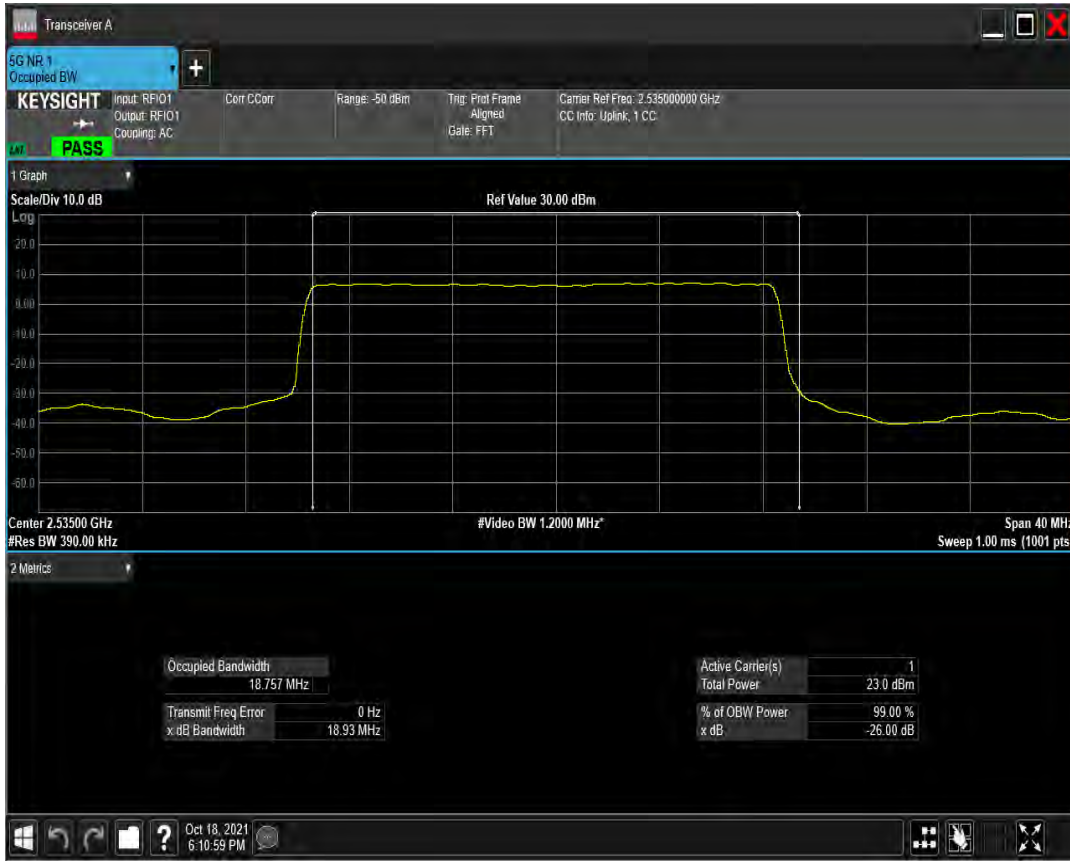 Transceiver A
5G NR 1
Occupied BW
+
KEYSIGHT
Input: RFIO1
Output: RFIO1
Coupling: AC
Corr CCorr
Range: -50 dBm
Trig: Prot Frame
Aligned
Gate: FFT
Carrier Ref Freq: 2.535000000 GHz
CC Info: Uplink, 1 CC
PASS
1 Graph
Scale/Div 10.0 dB
Ref Value 30.00 dBm
Log
20.0
10.0
0.00
-10.0
-20.0
-30.0
-40.0
-50.0
-60.0
Center 2.53500 GHz
#Video BW 1.2000 MHz*
Span 40 MHz
#Res BW 390.00 kHz
Sweep 1.00 ms (1001 pts
2 Metrics
Occupied Bandwidth
18.757 MHz
Transmit Freq Error 0 Hz
x dB Bandwidth 18.93 MHz
Active Carrier(s) 1
Total Power 23.0 dBm
% of OBW Power 99.00 %
x dB -26.00 dB
?
Oct 18, 2021
6:10:59 PM